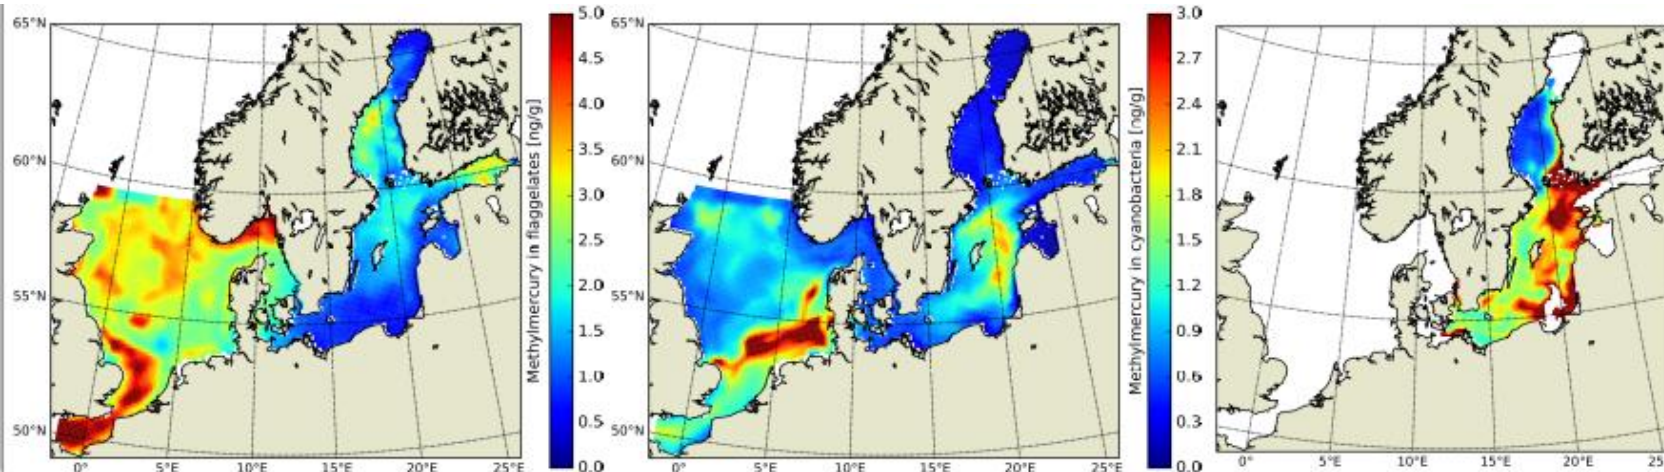 65°N
60°N
55°N
50°N
0°
5°E
10°E
15°E
20°E
25°E
5.0
4.5
4.0
3.5
3.0
2.5
2.0
1.5
1.0
0.5
0.0
Methylmercury in flaggelates [ng/g]
65°N
60°N
55°N
50°N
0°
5°E
10°E
15°E
20°E
25°E
3.0
2.7
2.4
2.1
1.8
1.5
1.2
0.9
0.6
0.3
0.0
Methylmercury in cyanobacteria [ng/g]
0°
5°E
10°E
15°E
20°E